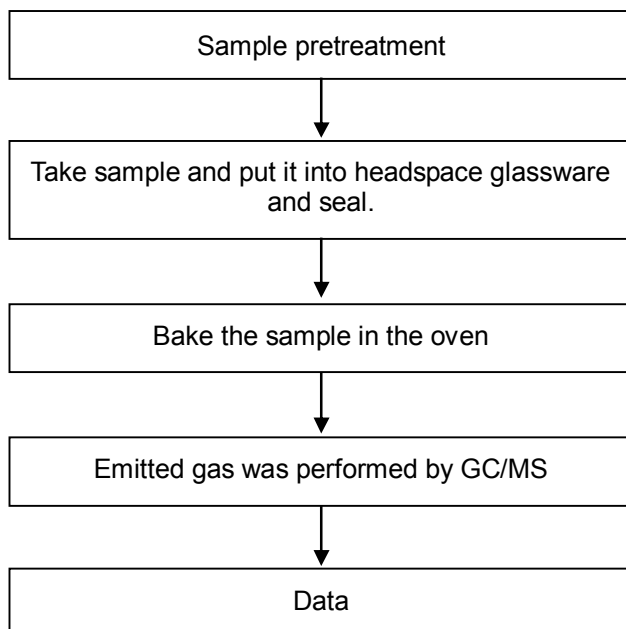 Sample pretreatment
Take sample and put it into headspace glassware
and seal.
Bake the sample in the oven
Emitted gas was performed by GC/MS
Data